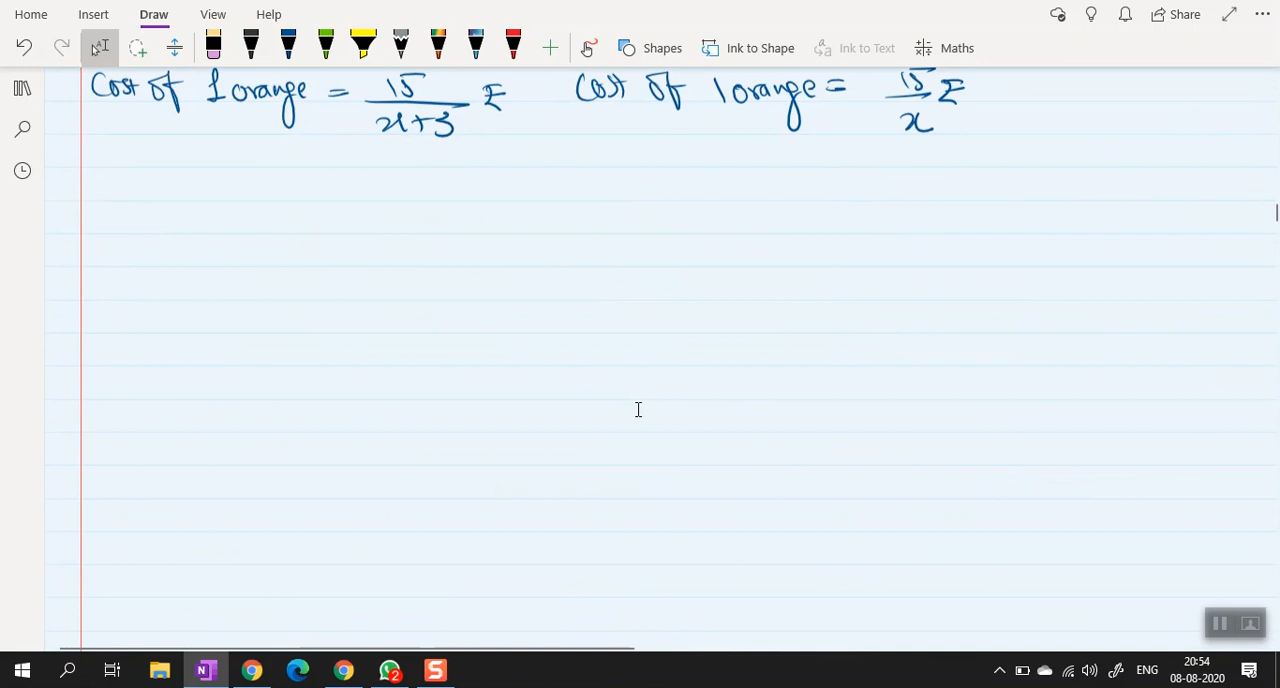 Home Insert Draw View Help Share
Shapes Ink to Shape Ink to Text Maths
Cost of 1 orange = 15 / x+3 Σ Cost of 1 orange = 15 / x Σ
2
ENG
20:54
08-08-2020